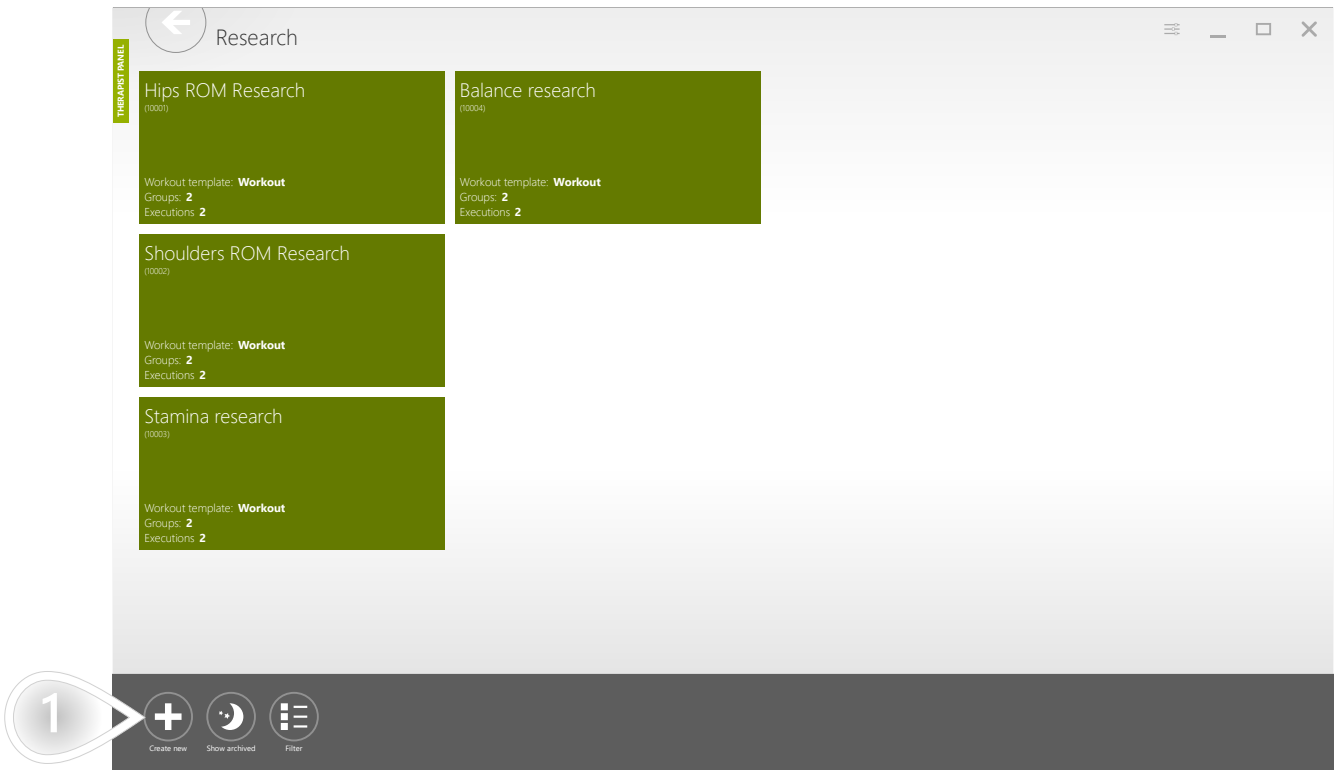 Research
THERAPIST PANEL
Hips ROM Research
(10001)
Workout template: Workout
Groups: 2
Executions 2
Balance research
(10004)
Workout template: Workout
Groups: 2
Executions 2
Shoulders ROM Research
(10002)
Workout template: Workout
Groups: 2
Executions 2
Stamina research
(10003)
Workout template: Workout
Groups: 2
Executions 2
1
Create new
Show archived
Filter